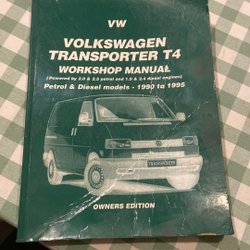 VW
VOLKSWAGEN
TRANSPORTER T4
WORKSHOP MANUAL
(Powered by 2.0 & 2.5 petrol and 1.9 & 2.4 diesel engines)
Petrol & Diesel models - 1990 to 1995
TRANSPORTER
OWNERS EDITION